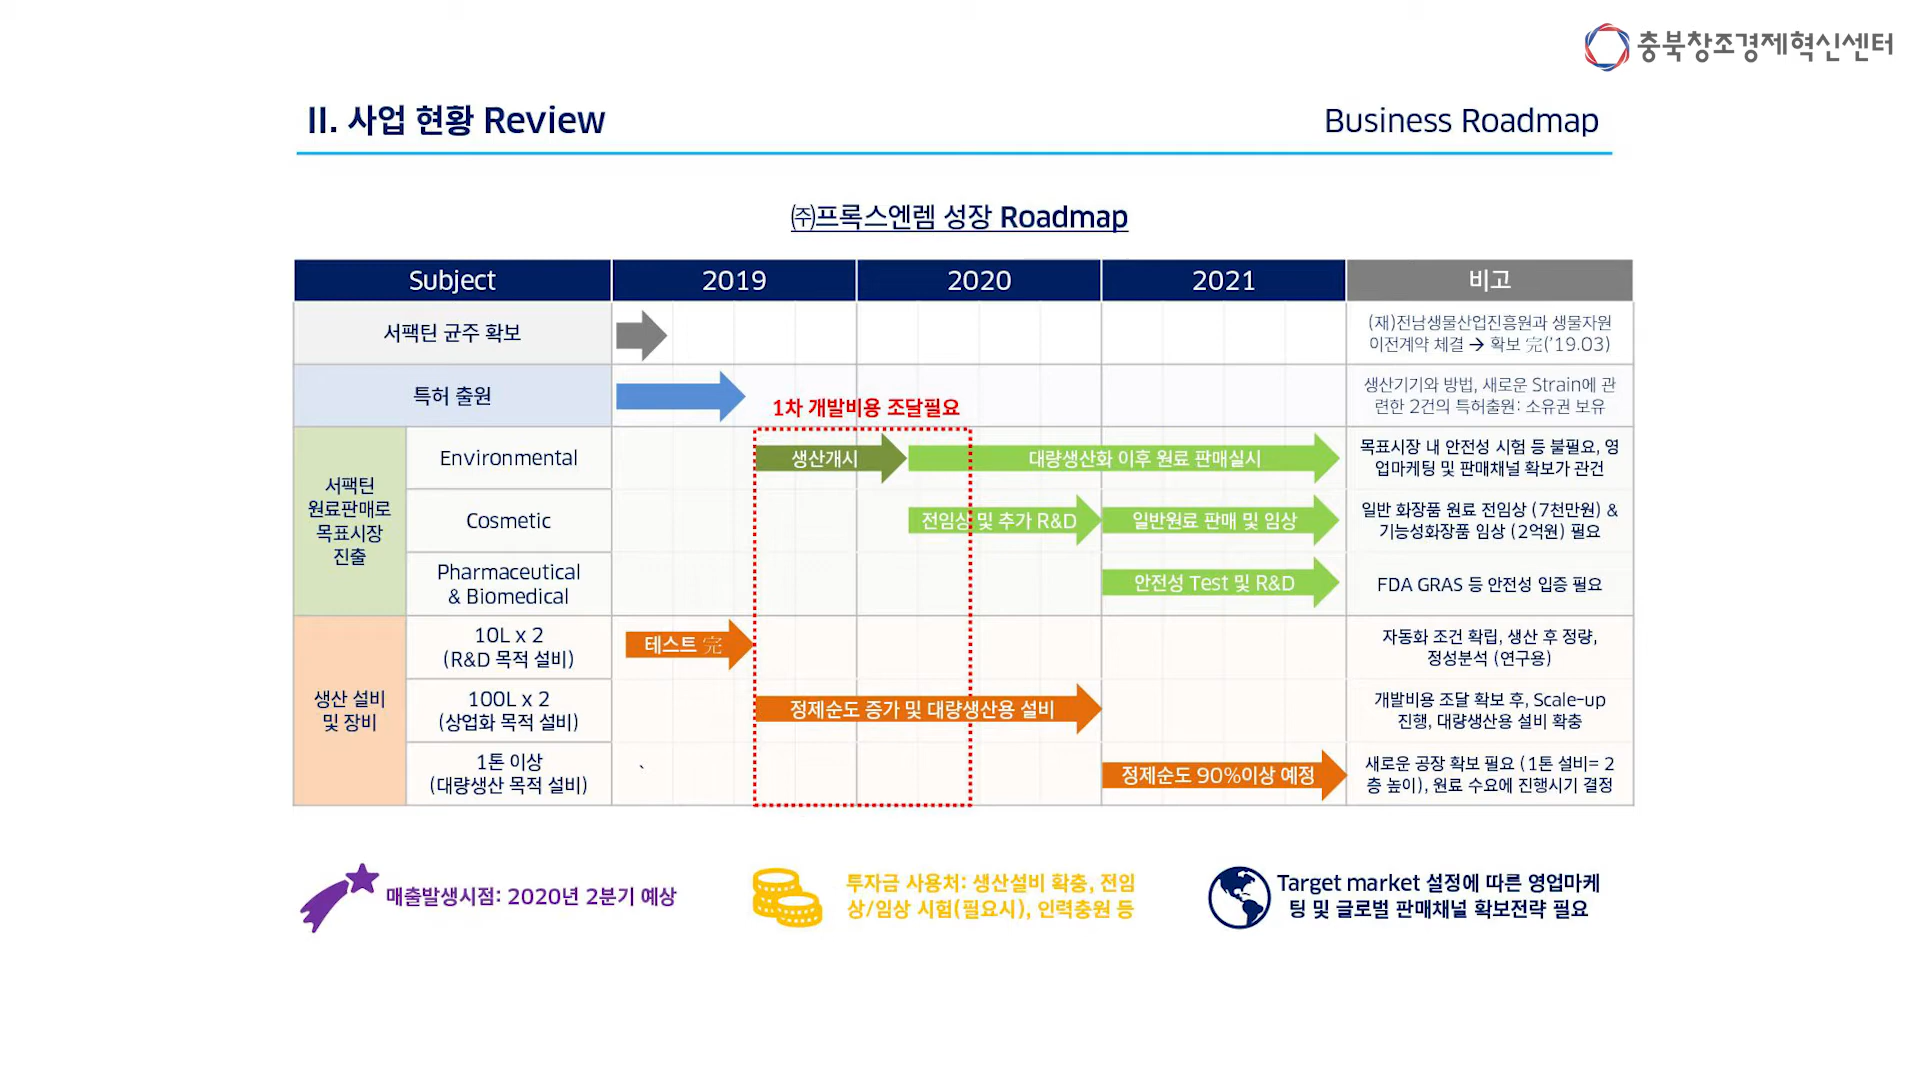 충북창조경제혁신센터
II. 사업 현황 Review
Business Roadmap
㈜프록스엔렘 성장 Roadmap
Subject
2019
2020
2021
비고
서팩틴 균주 확보
(재)전남생물산업진흥원과 생물자원
이전계약 체결 → 확보 完('19.03)
특허 출원
생산기기와 방법, 새로운 Strain에 관
련한 2건의 특허출원: 소유권 보유
1차 개발비용 조달필요
서팩틴
원료판매로
목표시장
진출
Environmental
생산개시
대량생산화 이후 원료 판매실시
목표시장 내 안전성 시험 등 불필요, 영
업마케팅 및 판매채널 확보가 관건
Cosmetic
전임상 및 추가 R&D
일반원료 판매 및 임상
일반 화장품 원료 전임상 (7천만원) &
기능성화장품 임상 (2억원) 필요
Pharmaceutical
& Biomedical
안전성 Test 및 R&D
FDA GRAS 등 안전성 입증 필요
생산 설비
및 장비
10L x 2
(R&D 목적 설비)
테스트 完
자동화 조건 확립, 생산 후 정량,
정성분석 (연구용)
100L x 2
(상업화 목적 설비)
정제순도 증가 및 대량생산용 설비
개발비용 조달 확보 후, Scale-up
진행, 대량생산용 설비 확충
1톤 이상
(대량생산 목적 설비)
`
정제순도 90%이상 예정
새로운 공장 확보 필요 (1톤 설비= 2
층 높이), 원료 수요에 진행시기 결정
매출발생시점: 2020년 2분기 예상
투자금 사용처: 생산설비 확충, 전임
상/임상 시험(필요시), 인력충원 등
Target market 설정에 따른 영업마케
팅 및 글로벌 판매채널 확보전략 필요